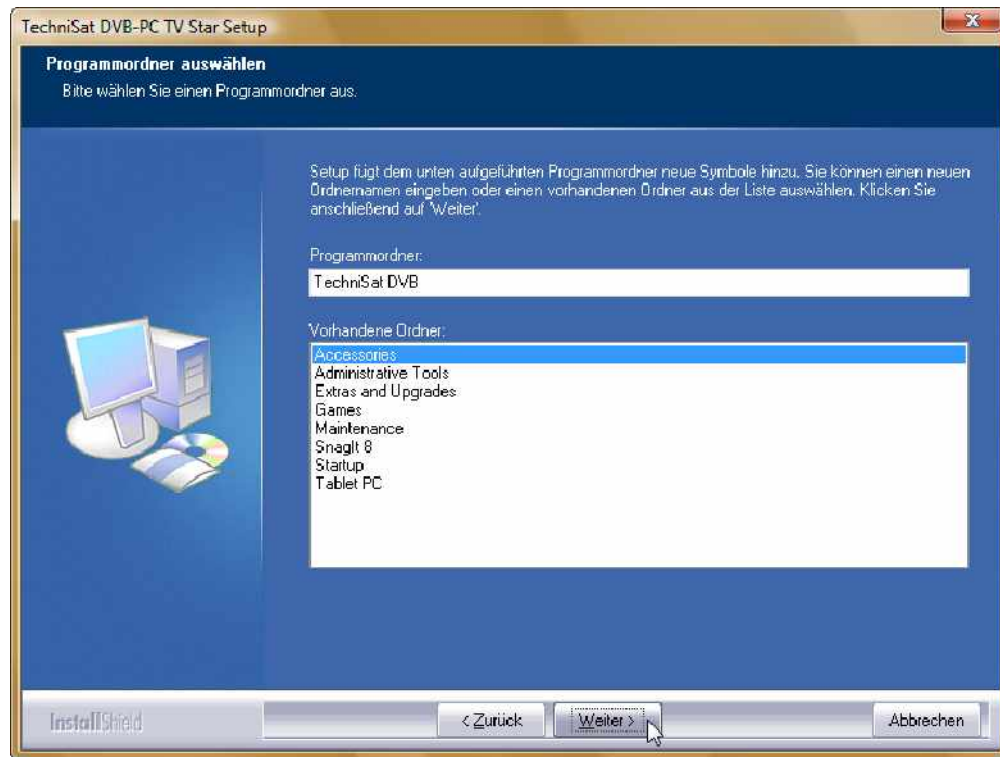 TechniSat DVB-PC TV Star Setup
Programmordner auswählen
Bitte wählen Sie einen Programmordner aus.
Setup fügt dem unten aufgeführten Programmordner neue Symbole hinzu. Sie können einen neuen
Ordnernamen eingeben oder einen vorhandenen Ordner aus der Liste auswählen. Klicken Sie
anschließend auf 'Weiter'.
Programmordner:
TechniSat DVB
Vorhandene Ordner:
Accessories
Administrative Tools
Extras and Upgrades
Games
Maintenance
SnagIt 8
Startup
Tablet PC
InstallShield
< Zurück
Weiter >
Abbrechen